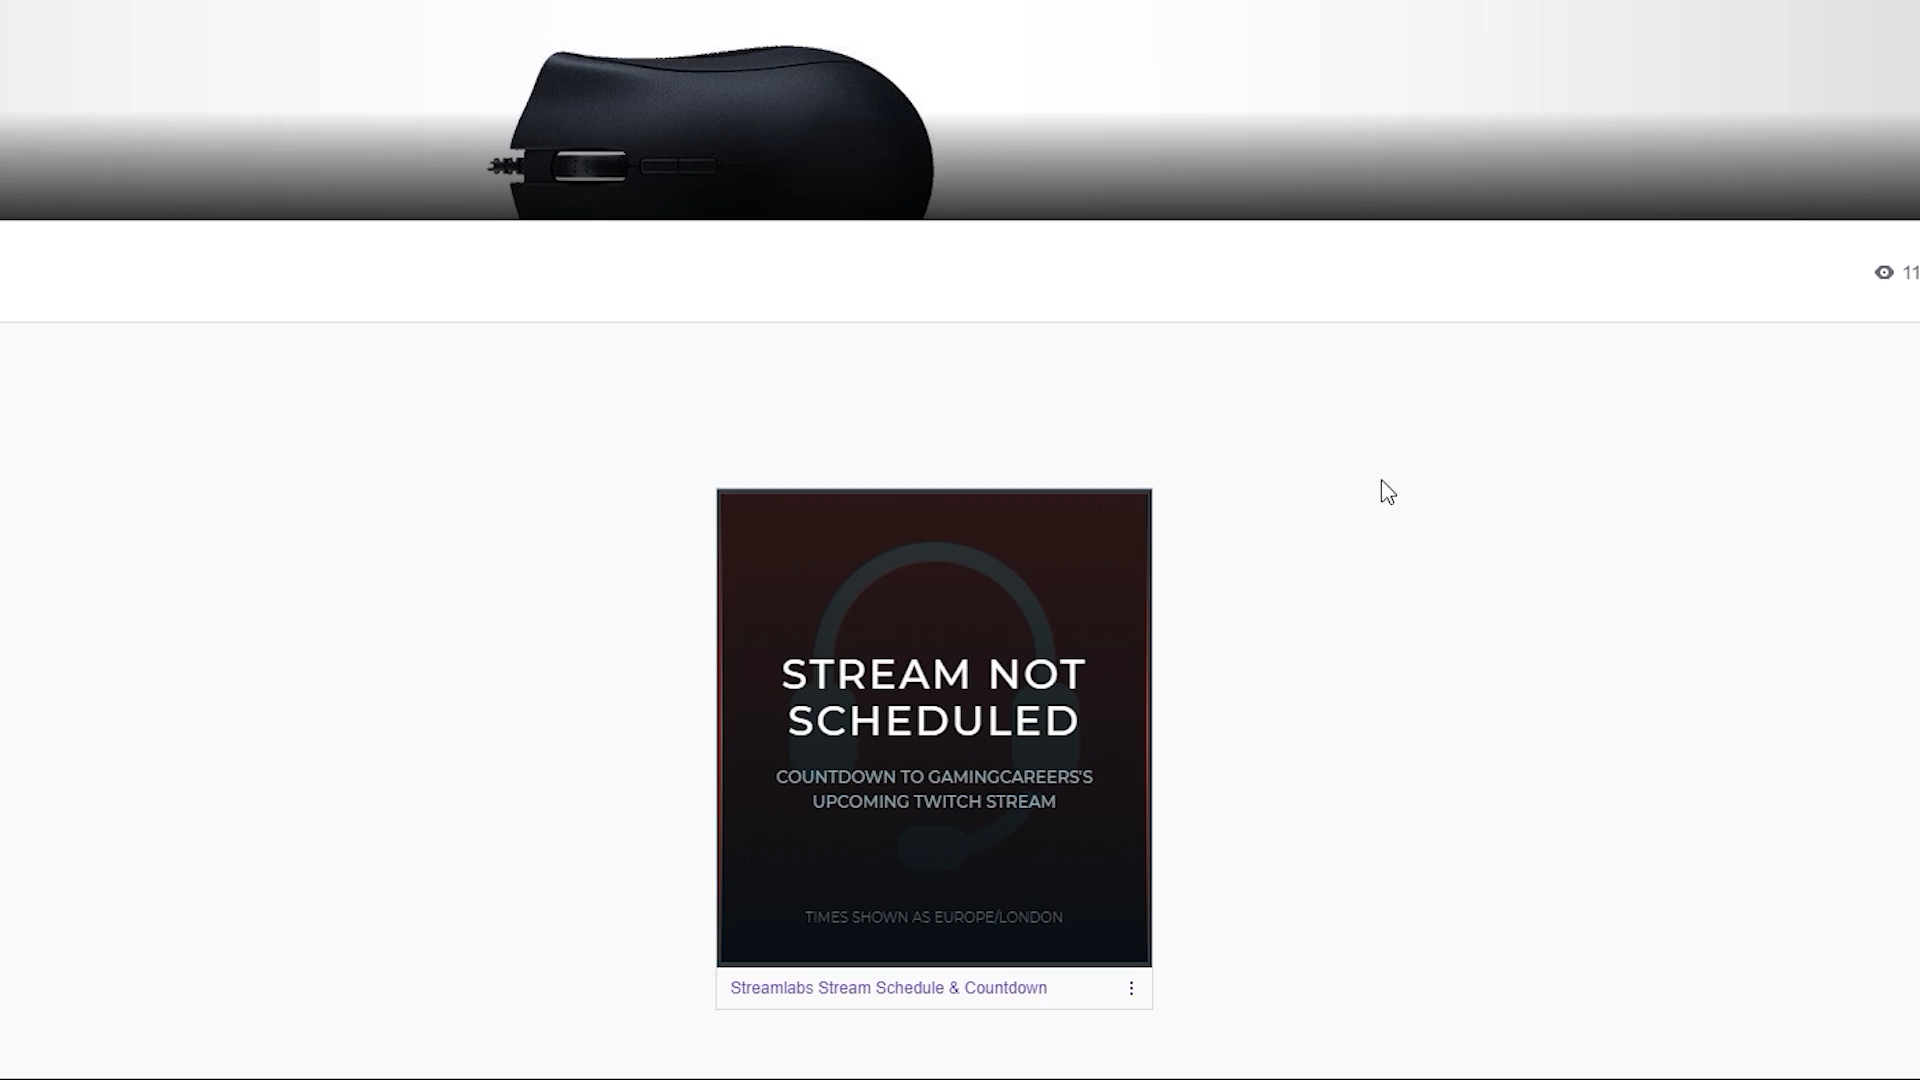 11
STREAM NOT
SCHEDULED
COUNTDOWN TO GAMINGCAREERS'S
UPCOMING TWITCH STREAM
TIMES SHOWN AS EUROPE/LONDON
Streamlabs Stream Schedule & Countdown